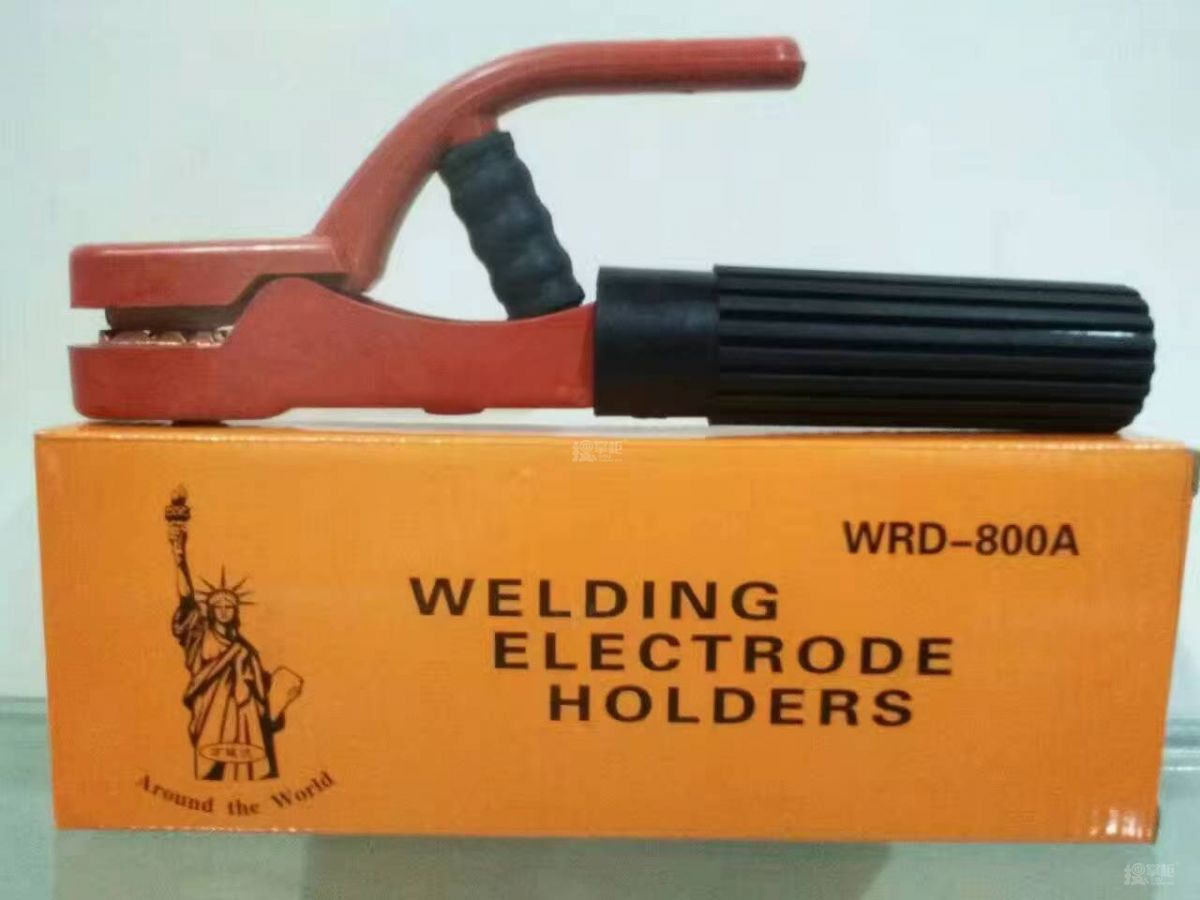 WRD-800A
WELDING
ELECTRODE
HOLDERS
Around the World